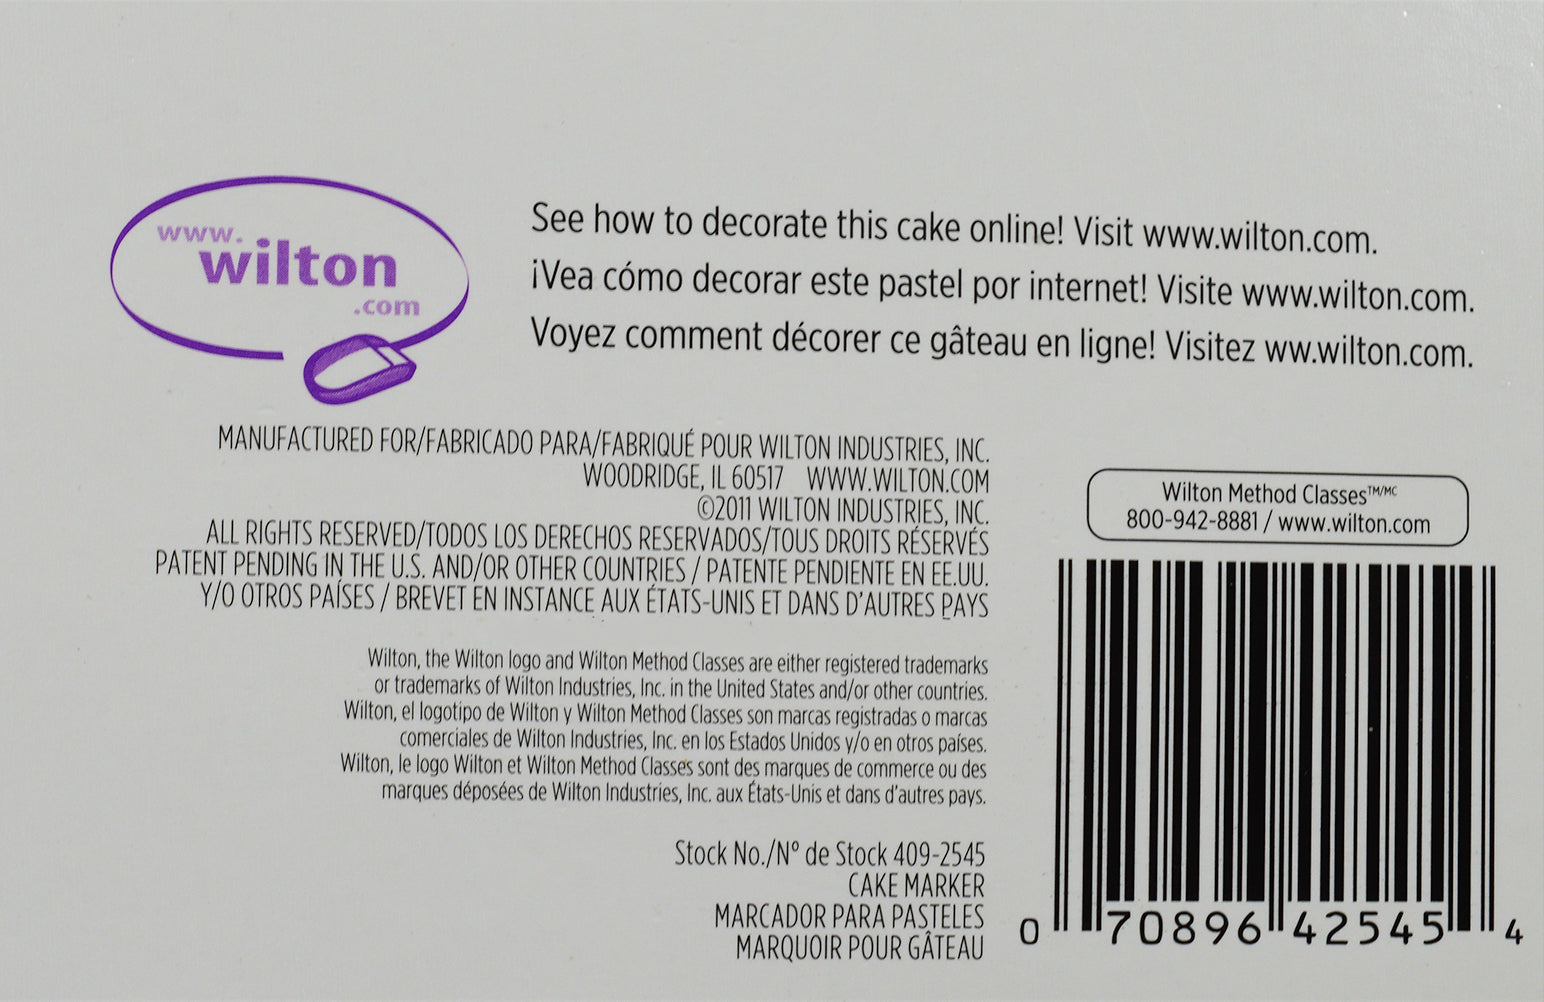 www.
wilton
.com
See how to decorate this cake online! Visit www.wilton.com.
¡Vea cómo decorar este pastel por internet! Visite www.wilton.com.
Voyez comment décorer ce gâteau en ligne! Visitez ww.wilton.com.
MANUFACTURED FOR/FABRICADO PARA/FABRIQUÉ POUR WILTON INDUSTRIES, INC.
WOODRIDGE, IL 60517 WWW.WILTON.COM
©2011 WILTON INDUSTRIES, INC.
ALL RIGHTS RESERVED/TODOS LOS DERECHOS RESERVADOS/TOUS DROITS RÉSERVÉS
PATENT PENDING IN THE U.S. AND/OR OTHER COUNTRIES / PATENTE PENDIENTE EN EE.UU.
Y/O OTROS PAÍSES / BREVET EN INSTANCE AUX ÉTATS-UNIS ET DANS D'AUTRES PAYS
Wilton, the Wilton logo and Wilton Method Classes are either registered trademarks
or trademarks of Wilton Industries, Inc. in the United States and/or other countries.
Wilton, el logotipo de Wilton y Wilton Method Classes son marcas registradas o marcas
comerciales de Wilton Industries, Inc. en los Estados Unidos y/o en otros países.
Wilton, le logo Wilton et Wilton Method Classes sont des marques de commerce ou des
marques déposées de Wilton Industries, Inc. aux États-Unis et dans d'autres pays.
Stock No./N° de Stock 409-2545
CAKE MARKER
MARCADOR PARA PASTELES
MARQUOIR POUR GÂTEAU
Wilton Method Classes™/MC
800-942-8881 / www.wilton.com
0 70896 42545 4